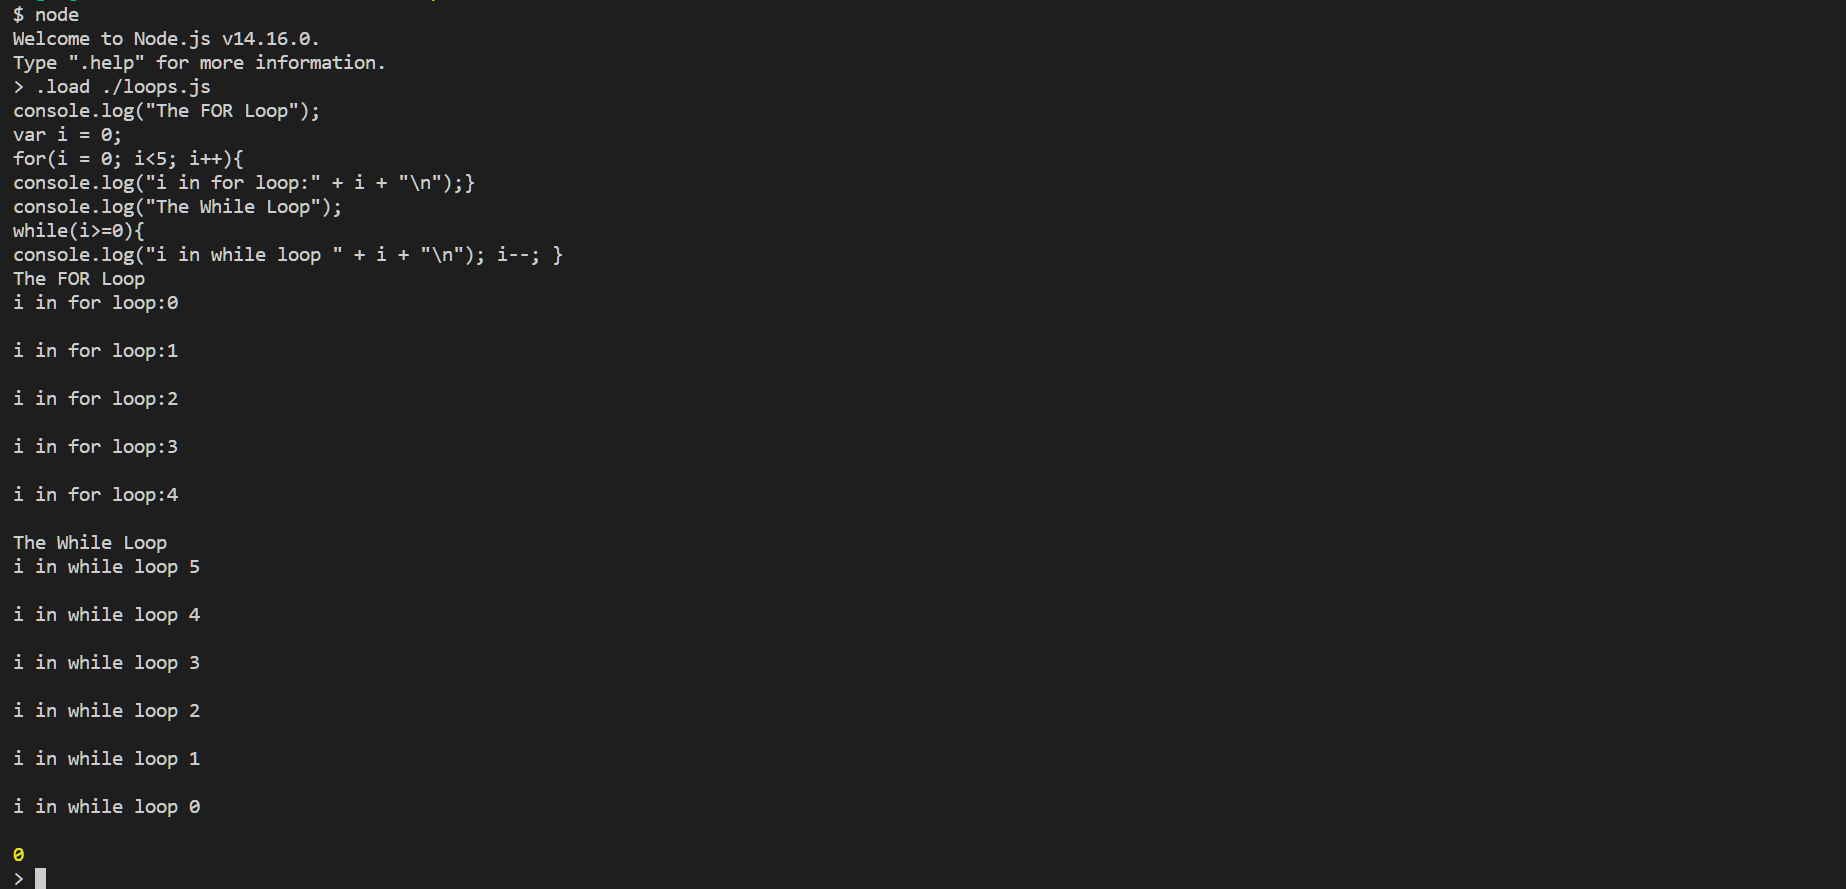 $ node
Welcome to Node.js v14.16.0.
Type ".help" for more information.
> .load ./loops.js
console.log("The FOR Loop");
var i = 0;
for(i = 0; i<5; i++){
console.log("i in for loop:" + i + "\n");}
console.log("The While Loop");
while(i>=0){
console.log("i in while loop " + i + "\n"); i--; }
The FOR Loop
i in for loop:0
i in for loop:1
i in for loop:2
i in for loop:3
i in for loop:4
The While Loop
i in while loop 5
i in while loop 4
i in while loop 3
i in while loop 2
i in while loop 1
i in while loop 0
0
>